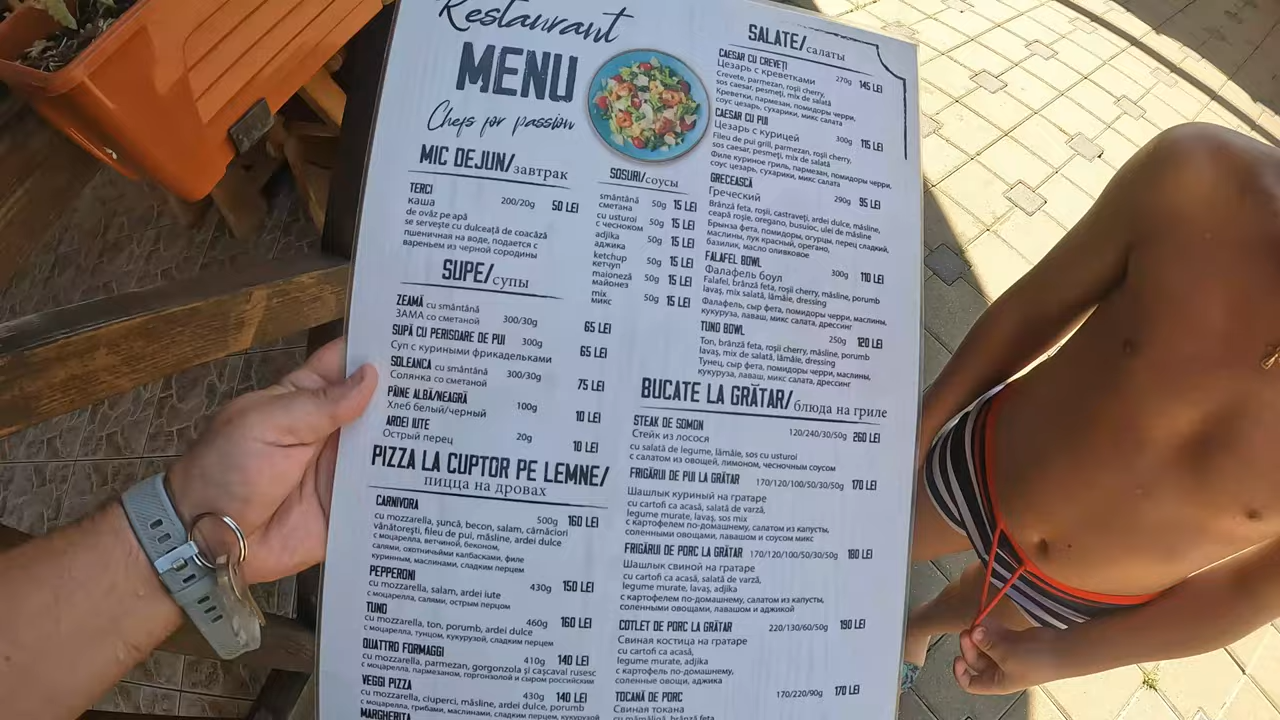 Restaurant
MENU
Chefs for passion
MIC DEJUN/завтрак
TERCI 200/20g 50 LEI
каша
de ovăz pe apă
se servește cu dulceață de coacăză
пшеничная на воде, подается с
вареньем из черной сородины
SUPE/супы
ZEAMĂ cu smântână 300/30g 65 LEI
ЗАМА со сметаной
SUPĂ CU PERISOARE DE PUI 300g 65 LEI
Суп с куриными фрикадельками
SOLEANCA cu smântână 300/30g 75 LEI
Солянка со сметаной
PÂINE ALBĂ/NEAGRĂ 100g 10 LEI
Хлеб белый/черный
ARDEI IUTE 20g 10 LEI
Острый перец
SOSURI/соусы
smântână 50g 15 LEI
сметана
cu usturoi 50g 15 LEI
с чесноком
adjika 50g 15 LEI
аджика
ketchup 50g 15 LEI
кетчуп
maioneză 50g 15 LEI
майонез
mix 50g 15 LEI
микс
PIZZA LA CUPTOR PE LEMNE/
пицца на дровах
CARNIVORA 500g 160 LEI
cu mozzarella, șuncă, becon, salam, cămăciori
vânătorești, fileu de pui, măsline, ardei dulce
с моцарелла, ветчиной, беконом,
салями, охотничьими калбасками, филе
куринным, маслинами, сладким перцем
PEPPERONI 430g 150 LEI
cu mozzarella, salam, ardei iute
с моцарелла, салями, острым перцом
TUNO 460g 160 LEI
cu mozzarella, ton, porumb, ardei dulce
с моцарелла, тунцом, кукурузой, сладким перцем
QUATTRO FORMAGGI 410g 140 LEI
cu mozzarella, parmezan, gorgonzola și cașcaval rusesc
с моцарелла, пармезаном, горгонзолой и сыром российским
VEGGI PIZZA 430g 140 LEI
cu mozzarella, ciuperci, măsline, ardei dulce, porumb
с моцарелла, грибами, маслинами, сладким перцем, кукурузой
MARGHERITA
SALATE/салаты
CAESAR CU CREVEȚI 270g 145 LEI
Цезарь с креветками
Crevete, parmezan, roșii cherry,
sos caesar, pesmeți, mix de salată
Креветки, пармезан, помидоры черри,
соус цезарь, сухарики, микс салата
CAESAR CU PUI 300g 115 LEI
Цезарь с курицей
Fileu de pui grill, parmezan, roșii cherry,
sos caesar, pesmeți, mix de salată
Филе куриное гриль, пармезан, помидоры черри,
соус цезарь, сухарики, микс салата
GRECEASCĂ 290g 95 LEI
Греческий
Brânză feta, roșii, castraveți, ardei dulce, măsline,
ceapă roșie, oregano, busuioc, ulei de măsline
Брынза фета, помидоры, огурцы, перец сладкий,
маслины, лук красный, орегано,
базилик, масло оливковое
FALAFEL BOWL 300g 110 LEI
Фалафель боул
Falafel, brânză feta, roșii cherry, măsline, porumb
lavaș, mix salată, lămâie, dressing
Фалафель, сыр фета, помидоры черри, маслины,
кукуруза, лаваш, микс салата, дрессинг
TUNO BOWL 250g 120 LEI
Ton, brânză feta, roșii cherry, măsline, porumb
lavaș, mix de salată, lămâie, dressing
Тунец, сыр фета, помидоры черри, маслины,
кукуруза, лаваш, микс салата, дрессинг
BUCATE LA GRĂTAR/блюда на гриле
STEAK DE SOMON 120/240/30/50g 260 LEI
Стейк из лосося
cu salată de legume, lămâie, sos cu usturoi
с салатом из овощей, лимоном, чесночным соусом
FRIGĂRUI DE PUI LA GRĂTAR 170/120/100/50/30/50g 170 LEI
Шашлык куриный на гратаре
cu cartofi ca acasă, salată de varză,
legume murate, lavaș, sos mix
с картофелем по-домашнему, салатом из капусты,
соленными овощами, лавашом и соусом микс
FRIGĂRUI DE PORC LA GRĂTAR 170/120/100/50/30/50g 180 LEI
Шашлык свиной на гратаре
cu cartofi ca acasă, salată de varză,
legume murate, lavaș, adjika
с картофелем по-домашнему, салатом из капусты,
соленными овощами, лавашом и аджикой
COTLET DE PORC LA GRĂTAR 220/130/60/50g 190 LEI
Свиная костица на гратаре
cu cartofi ca acasă,
legume murate, adjika
с картофель по-домашнему,
соленные овощи, аджика
TOCANĂ DE PORC 170/220/90g 170 LEI
Свиная токана
cu mămăligă, brânză feta